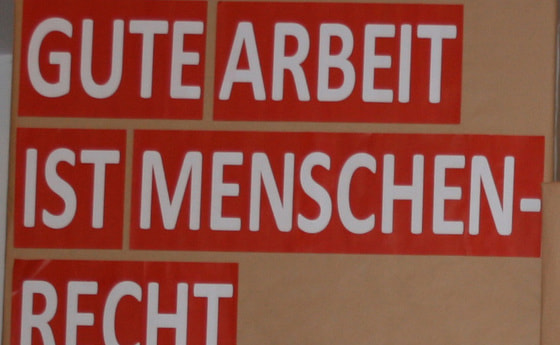 GUTE ARBEIT
IST MENSCHEN-
RECHT